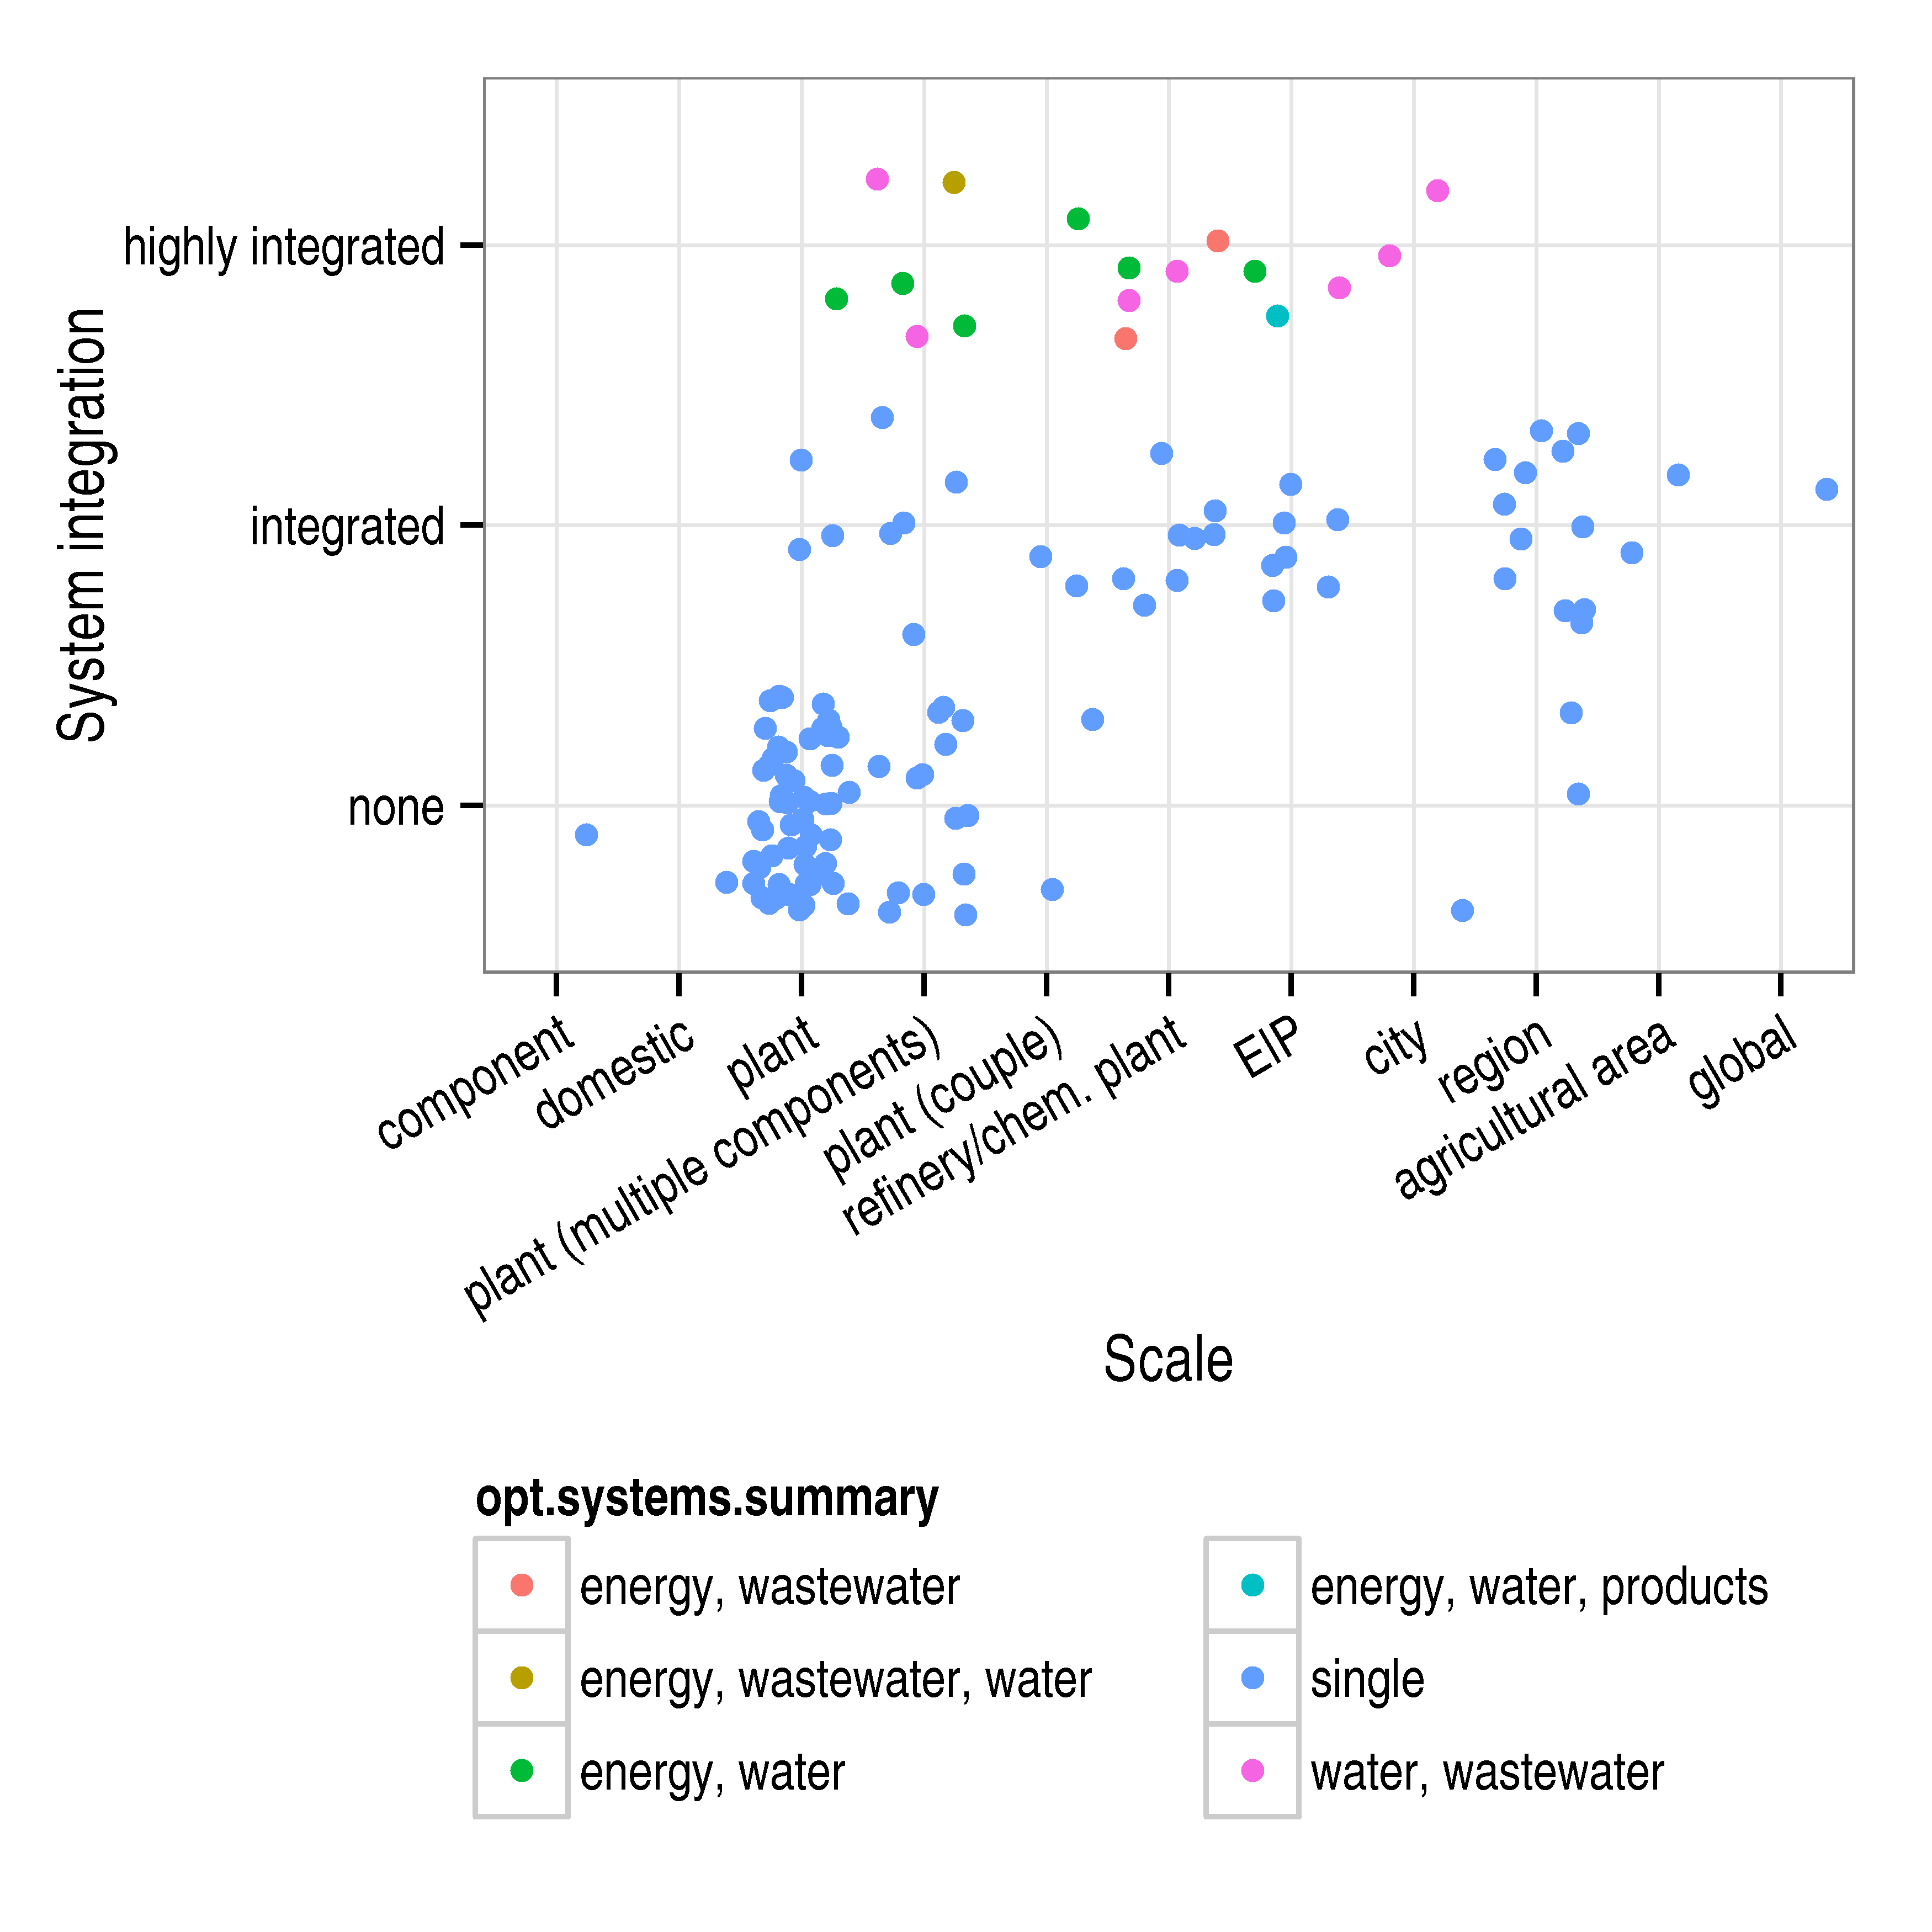 System integration
highly integrated
integrated
none
component
domestic
plant
plant (multiple components)
plant (couple)
refinery/chem. plant
EIP
city
region
agricultural area
global
Scale
opt.systems.summary
energy, wastewater
energy, wastewater, water
energy, water
energy, water, products
single
water, wastewater